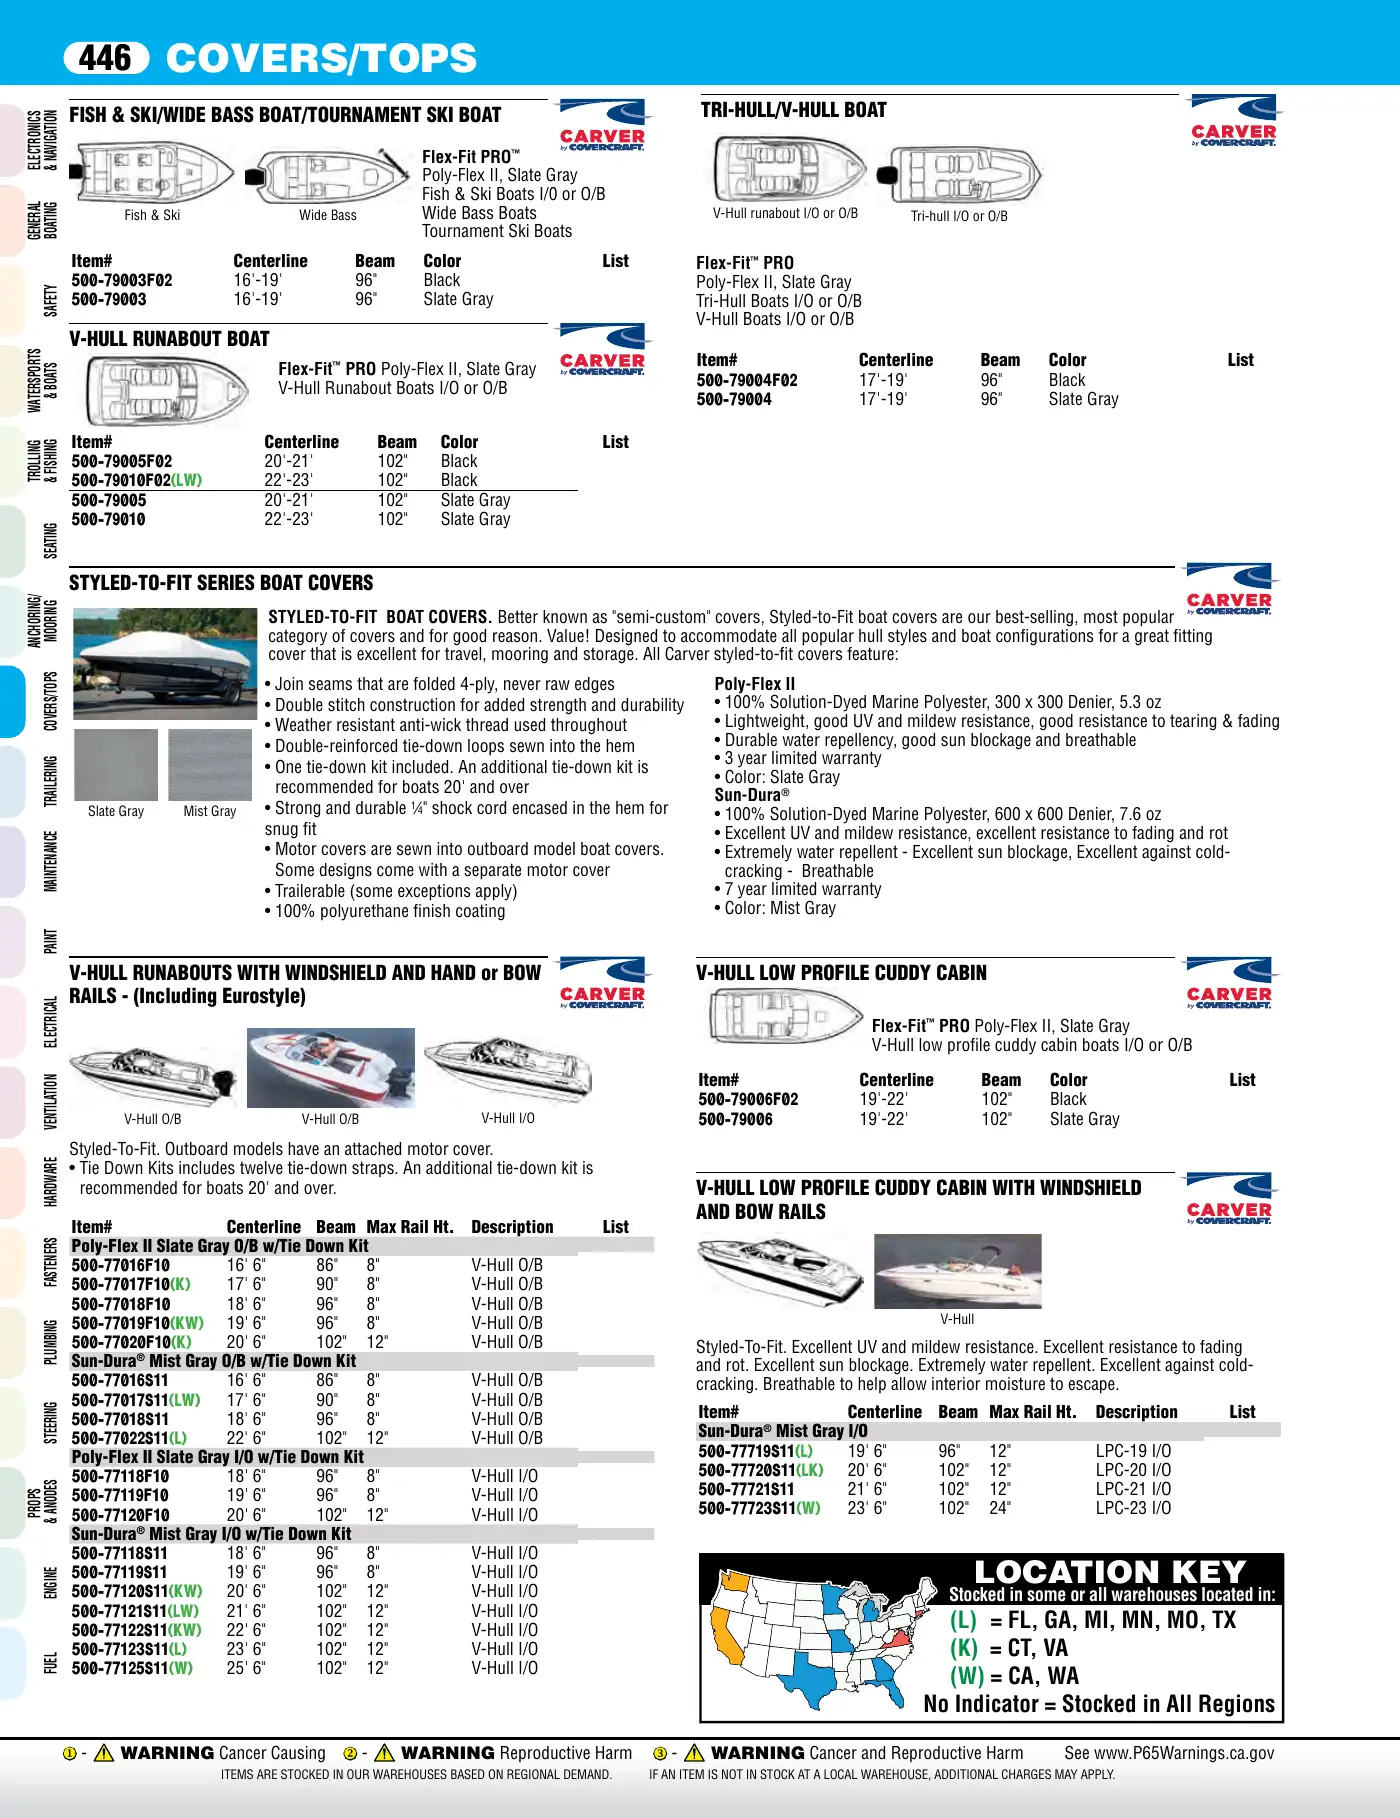 446 COVERS/TOPS
ELECTRONICS
& NAVIGATION
GENERAL
BOATING
SAFETY
WATERSPORTS
& BOATS
TROLLING
& FISHING
SEATING
ANCHORING/
MOORING
COVERS/TOPS
TRAILERING
MAINTENANCE
PAINT
ELECTRICAL
VENTILATION
HARDWARE
FASTENERS
PLUMBING
STEERING
PROPS
& ANODES
ENGINE
FUEL
FISH & SKI/WIDE BASS BOAT/TOURNAMENT SKI BOAT
CARVER
by COVERCRAFT.
Fish & Ski
Wide Bass
Flex-Fit PRO™
Poly-Flex II, Slate Gray
Fish & Ski Boats I/0 or O/B
Wide Bass Boats
Tournament Ski Boats
Item# Centerline Beam Color List
500-79003F02 16'-19' 96" Black
500-79003 16'-19' 96" Slate Gray
V-HULL RUNABOUT BOAT
CARVER
by COVERCRAFT.
Flex-Fit™ PRO Poly-Flex II, Slate Gray
V-Hull Runabout Boats I/O or O/B
Item# Centerline Beam Color List
500-79005F02 20'-21' 102" Black
500-79010F02(LW) 22'-23' 102" Black
500-79005 20'-21' 102" Slate Gray
500-79010 22'-23' 102" Slate Gray
TRI-HULL/V-HULL BOAT
CARVER
by COVERCRAFT.
V-Hull runabout I/O or O/B
Tri-hull I/O or O/B
Flex-Fit™ PRO
Poly-Flex II, Slate Gray
Tri-Hull Boats I/O or O/B
V-Hull Boats I/O or O/B
Item# Centerline Beam Color List
500-79004F02 17'-19' 96" Black
500-79004 17'-19' 96" Slate Gray
STYLED-TO-FIT SERIES BOAT COVERS
CARVER
by COVERCRAFT.
Slate Gray
Mist Gray
STYLED-TO-FIT BOAT COVERS. Better known as "semi-custom" covers, Styled-to-Fit boat covers are our best-selling, most popular
category of covers and for good reason. Value! Designed to accommodate all popular hull styles and boat configurations for a great fitting
cover that is excellent for travel, mooring and storage. All Carver styled-to-fit covers feature:
• Join seams that are folded 4-ply, never raw edges
• Double stitch construction for added strength and durability
• Weather resistant anti-wick thread used throughout
• Double-reinforced tie-down loops sewn into the hem
• One tie-down kit included. An additional tie-down kit is
recommended for boats 20' and over
• Strong and durable ¼" shock cord encased in the hem for
snug fit
• Motor covers are sewn into outboard model boat covers.
Some designs come with a separate motor cover
• Trailerable (some exceptions apply)
• 100% polyurethane finish coating
Poly-Flex II
• 100% Solution-Dyed Marine Polyester, 300 x 300 Denier, 5.3 oz
• Lightweight, good UV and mildew resistance, good resistance to tearing & fading
• Durable water repellency, good sun blockage and breathable
• 3 year limited warranty
• Color: Slate Gray
Sun-Dura®
• 100% Solution-Dyed Marine Polyester, 600 x 600 Denier, 7.6 oz
• Excellent UV and mildew resistance, excellent resistance to fading and rot
• Extremely water repellent - Excellent sun blockage, Excellent against cold-
cracking - Breathable
• 7 year limited warranty
• Color: Mist Gray
V-HULL RUNABOUTS WITH WINDSHIELD AND HAND or BOW
RAILS - (Including Eurostyle)
CARVER
by COVERCRAFT.
V-Hull O/B
V-Hull O/B
V-Hull I/O
Styled-To-Fit. Outboard models have an attached motor cover.
• Tie Down Kits includes twelve tie-down straps. An additional tie-down kit is
recommended for boats 20' and over.
Item# Centerline Beam Max Rail Ht. Description List
Poly-Flex II Slate Gray O/B w/Tie Down Kit
500-77016F10 16' 6" 86" 8" V-Hull O/B
500-77017F10(K) 17' 6" 90" 8" V-Hull O/B
500-77018F10 18' 6" 96" 8" V-Hull O/B
500-77019F10(KW) 19' 6" 96" 8" V-Hull O/B
500-77020F10(K) 20' 6" 102" 12" V-Hull O/B
Sun-Dura® Mist Gray O/B w/Tie Down Kit
500-77016S11 16' 6" 86" 8" V-Hull O/B
500-77017S11(LW) 17' 6" 90" 8" V-Hull O/B
500-77018S11 18' 6" 96" 8" V-Hull O/B
500-77022S11(L) 22' 6" 102" 12" V-Hull O/B
Poly-Flex II Slate Gray I/O w/Tie Down Kit
500-77118F10 18' 6" 96" 8" V-Hull I/O
500-77119F10 19' 6" 96" 8" V-Hull I/O
500-77120F10 20' 6" 102" 12" V-Hull I/O
Sun-Dura® Mist Gray I/O w/Tie Down Kit
500-77118S11 18' 6" 96" 8" V-Hull I/O
500-77119S11 19' 6" 96" 8" V-Hull I/O
500-77120S11(KW) 20' 6" 102" 12" V-Hull I/O
500-77121S11(LW) 21' 6" 102" 12" V-Hull I/O
500-77122S11(KW) 22' 6" 102" 12" V-Hull I/O
500-77123S11(L) 23' 6" 102" 12" V-Hull I/O
500-77125S11(W) 25' 6" 102" 12" V-Hull I/O
V-HULL LOW PROFILE CUDDY CABIN
CARVER
by COVERCRAFT.
Flex-Fit™ PRO Poly-Flex II, Slate Gray
V-Hull low profile cuddy cabin boats I/O or O/B
Item# Centerline Beam Color List
500-79006F02 19'-22' 102" Black
500-79006 19'-22' 102" Slate Gray
V-HULL LOW PROFILE CUDDY CABIN WITH WINDSHIELD
AND BOW RAILS
CARVER
by COVERCRAFT.
V-Hull
Styled-To-Fit. Excellent UV and mildew resistance. Excellent resistance to fading
and rot. Excellent sun blockage. Extremely water repellent. Excellent against cold-
cracking. Breathable to help allow interior moisture to escape.
Item# Centerline Beam Max Rail Ht. Description List
Sun-Dura® Mist Gray I/O
500-77719S11(L) 19' 6" 96" 12" LPC-19 I/O
500-77720S11(LK) 20' 6" 102" 12" LPC-20 I/O
500-77721S11 21' 6" 102" 12" LPC-21 I/O
500-77723S11(W) 23' 6" 102" 24" LPC-23 I/O
LOCATION KEY
Stocked in some or all warehouses located in:
(L) = FL, GA, MI, MN, MO, TX
(K) = CT, VA
(W) = CA, WA
No Indicator = Stocked in All Regions
1 - WARNING Cancer Causing 2 - WARNING Reproductive Harm 3 - WARNING Cancer and Reproductive Harm See www.P65Warnings.ca.gov
ITEMS ARE STOCKED IN OUR WAREHOUSES BASED ON REGIONAL DEMAND. IF AN ITEM IS NOT IN STOCK AT A LOCAL WAREHOUSE, ADDITIONAL CHARGES MAY APPLY.